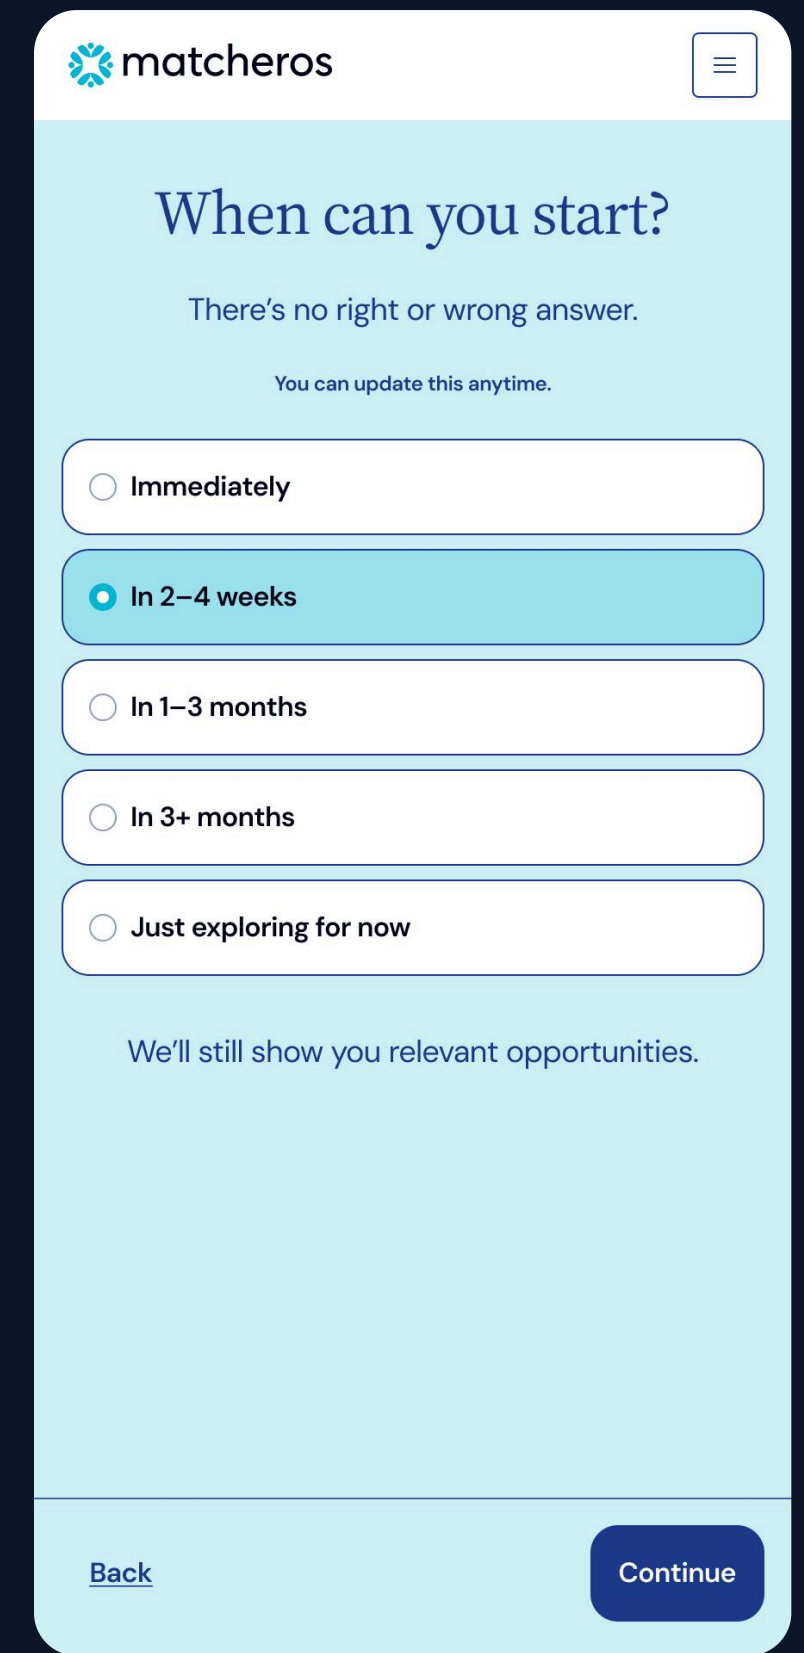 matcheros
When can you start?
There’s no right or wrong answer.
You can update this anytime.
Immediately
In 2–4 weeks
In 1–3 months
In 3+ months
Just exploring for now
We’ll still show you relevant opportunities.
Back
Continue